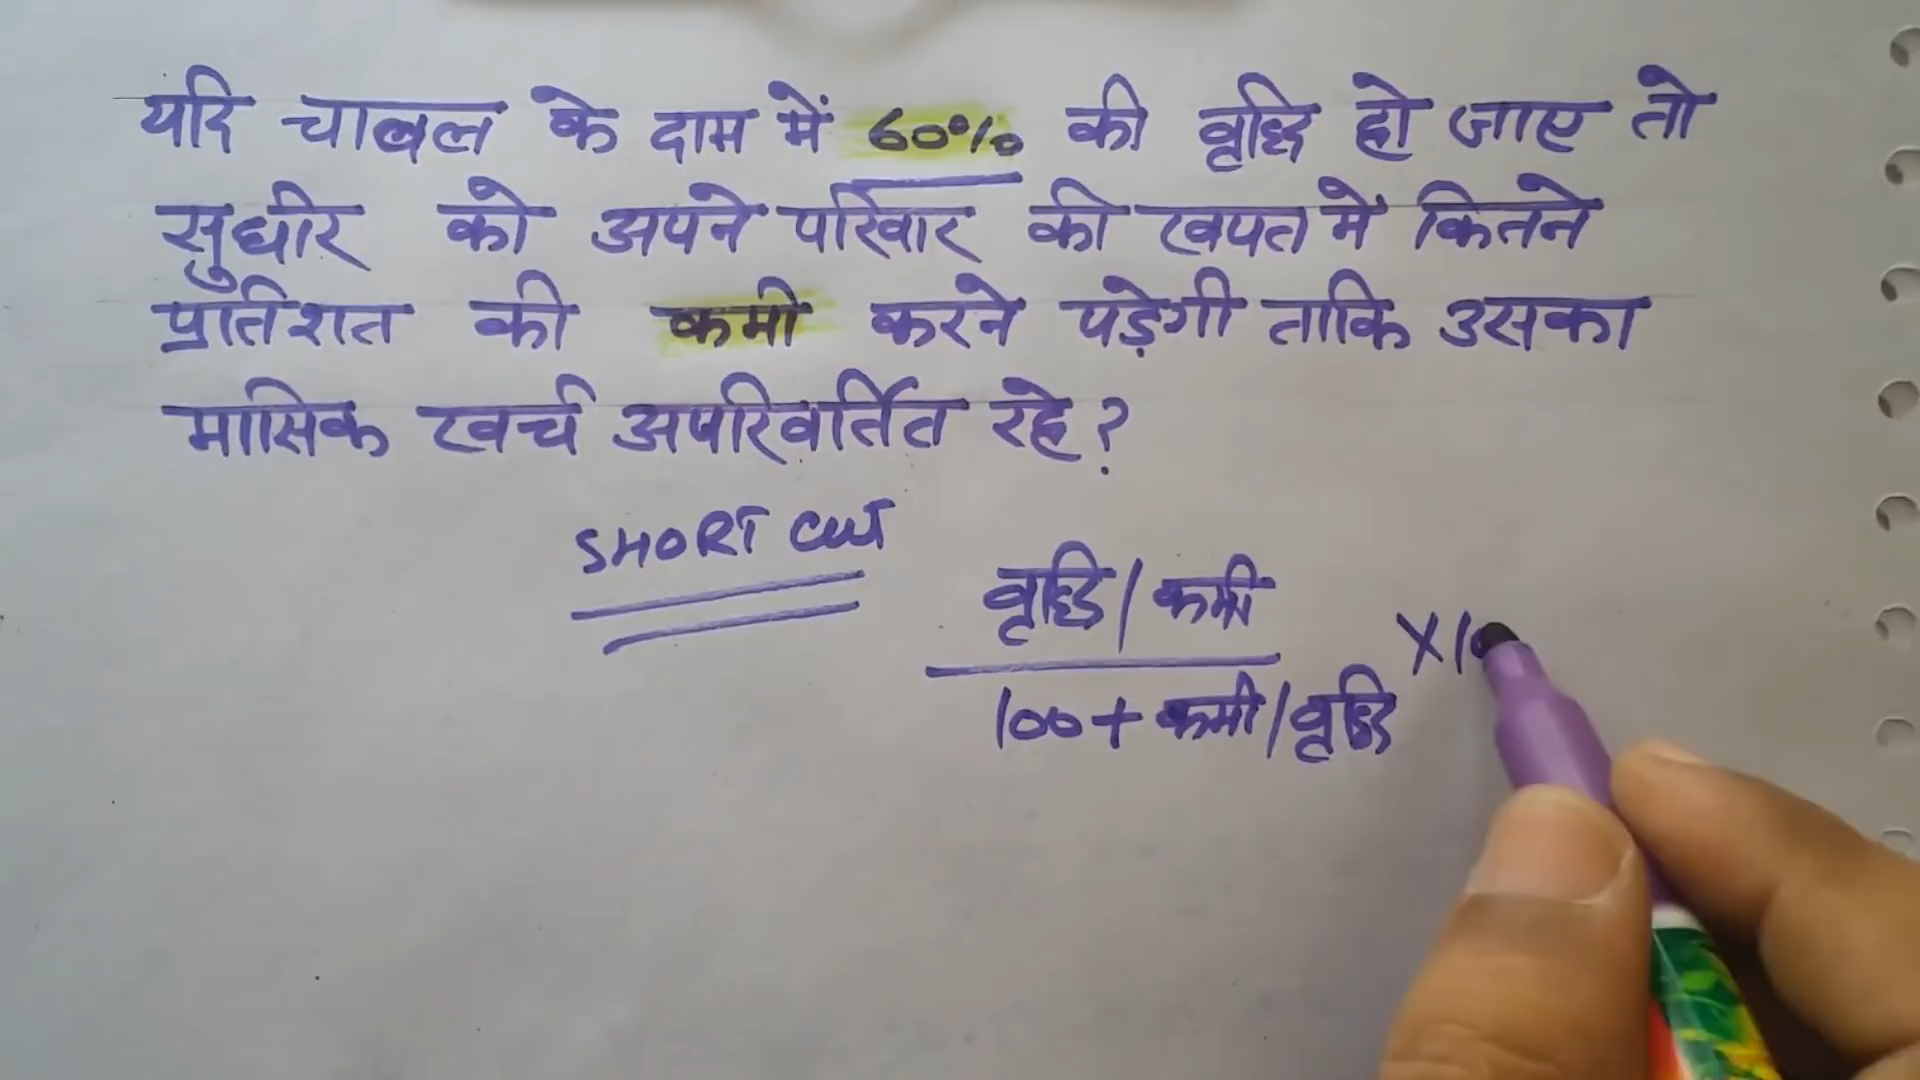 यदि चावल के दाम में 60% की वृद्धि हो जाए तो
सुधीर को अपने परिवार की खपत में कितने
प्रतिशत की कमी करने पड़ेगी ताकि उसका
मासिक खर्च अपरिवर्तित रहे?
SHORT CUT
वृद्धि / कमी
X10
100 + कमी / वृद्धि